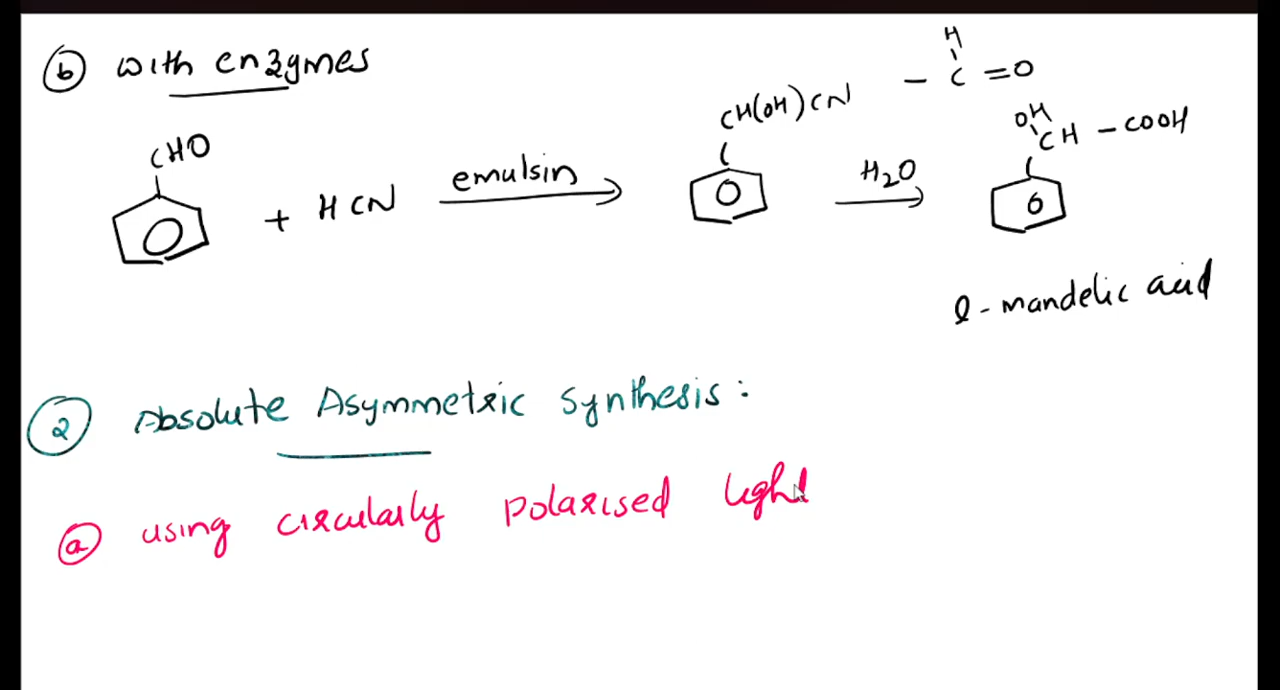 ⓑ with enzymes
H
- C =O
CHO
CH(OH)CN
OH
CH - COOH
+ HCN
emulsin
H₂O
l - mandelic acid
② Absolute Asymmetric Synthesis :
ⓐ using circularly polarised light